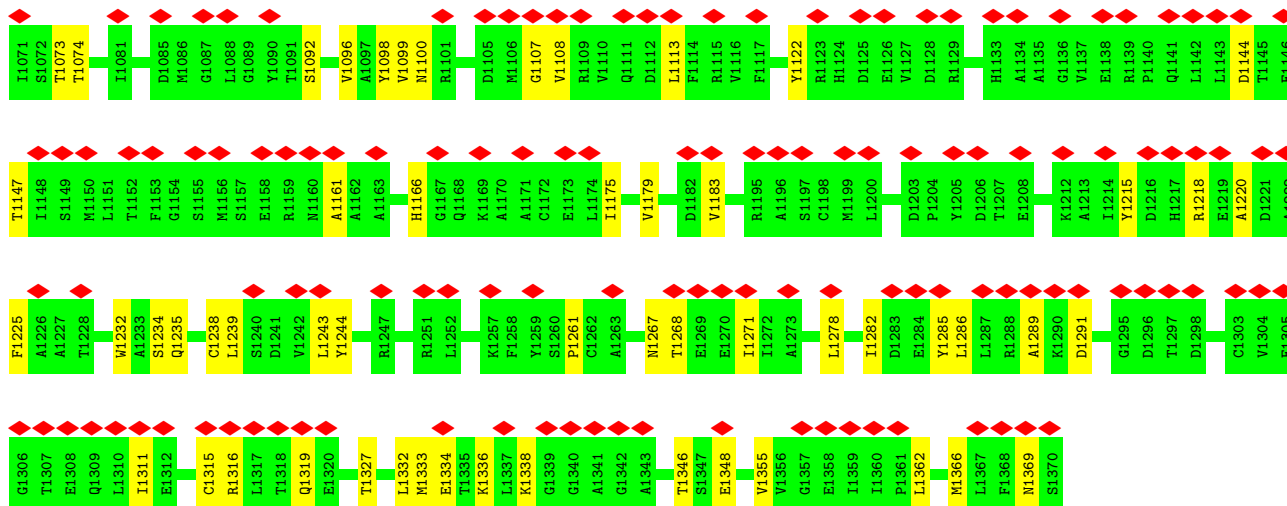 I1071 S1072 T1073 T1074 I1081 D1085 M1086 G1087 L1088 G1089 Y1090 T1091 S1092 V1096 A1097 Y1098 V1099 N1100 R1101 D1105 M1106 G1107 V1108 R1109 V1110 Q1111 D1112 L1113 F1114 R1115 V1116 F1117 Y1122 R1123 H1124 D1125 E1126 V1127 D1128 R1129 H1133 A1134 A1135 G1136 V1137 E1138 R1139 P1140 Q1141 L1142 L1143 D1144 T1145
T1147 I1148 S1149 M1150 L1151 T1152 F1153 G1154 S1155 M1156 S1157 E1158 R1159 N1160 A1161 A1162 A1163 H1166 G1167 Q1168 K1169 A1170 A1171 C1172 E1173 L1174 I1175 V1179 D1182 V1183 R1195 A1196 S1197 C1198 M1199 L1200 D1203 P1204 Y1205 D1206 T1207 E1208 K1212 A1213 I1214 Y1215 D1216 H1217 R1218 E1219 A1220 D1221
F1225 A1226 A1227 T1228 W1232 A1233 S1234 Q1235 C1238 L1239 S1240 D1241 V1242 L1243 Y1244 R1247 R1251 L1252 K1257 F1258 Y1259 S1260 P1261 C1262 A1263 N1267 T1268 E1269 E1270 I1271 I1272 A1273 L1278 I1282 D1283 E1284 Y1285 L1286 L1287 R1288 A1289 K1290 D1291 G1295 D1296 T1297 D1298 C1303 V1304
G1306 T1307 E1308 Q1309 L1310 I1311 E1312 C1315 R1316 L1317 T1318 Q1319 E1320 T1327 L1332 M1333 E1334 T1335 K1336 L1337 K1338 G1339 G1340 A1341 G1342 A1343 T1346 S1347 E1348 V1355 V1356 G1357 E1358 I1359 I1360 P1361 L1362 M1366 L1367 F1368 N1369 S1370